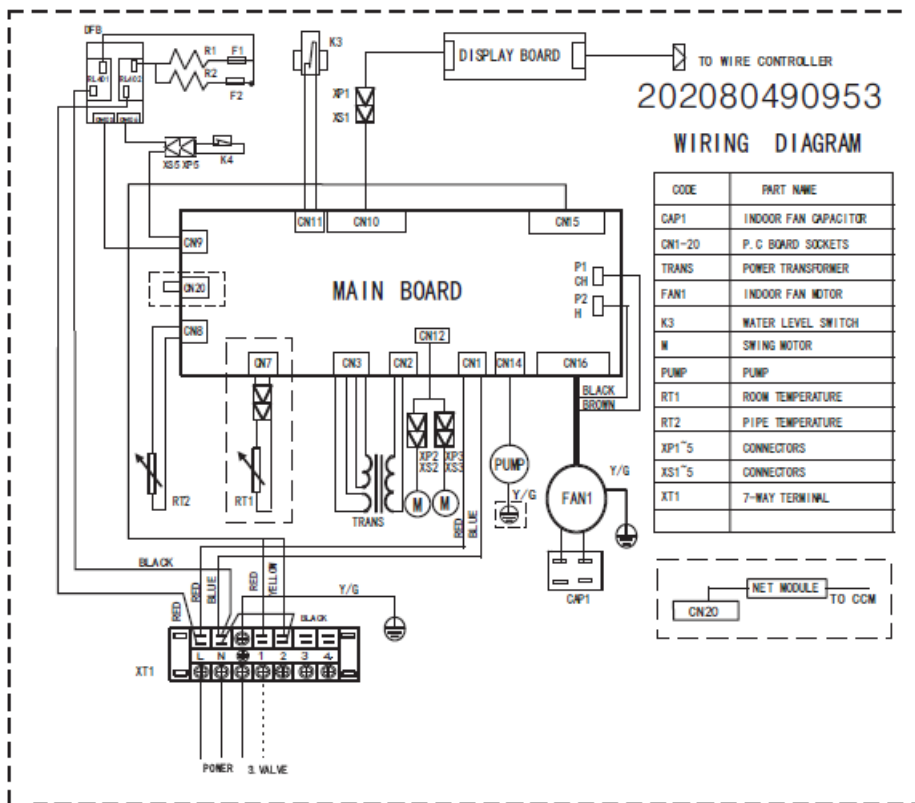 DFB
R1
F1
R2
F2
RLAD1
RLAD2
K3
DISPLAY BOARD
TO WIRE CONTROLLER
202080490953
WIRING DIAGRAM
XP1
XS1
XS5 XP5
K4
CODE PART NAME
CAP1 INDOOR FAN CAPACITOR
CN1-20 P.C BOARD SOCKETS
TRANS POWER TRANSFORMER
FAN1 INDOOR FAN MOTOR
K3 WATER LEVEL SWITCH
M SWING MOTOR
PUMP PUMP
RT1 ROOM TEMPERATURE
RT2 PIPE TEMPERATURE
XP1~5 CONNECTORS
XS1~5 CONNECTORS
XT1 7-WAY TERMINAL
CN11
CN10
CN15
CN9
CN20
CN8
MAIN BOARD
P1
CH
P2
H
CN12
CN7
CN3
CN2
CN1
CN14
CN16
BLACK
BROWN
XP2
XS2
XP3
XS3
M
M
PUMP
Y/G
FAN1
Y/G
RT2
RT1
TRANS
RED
BLUE
CAP1
BLACK
RED
RED
BLUE
RED
YELLOW
Y/G
BLACK
L N 1 2 3 4
XT1
POWER
3.VALVE
CN20
NET MODULE
TO CCM